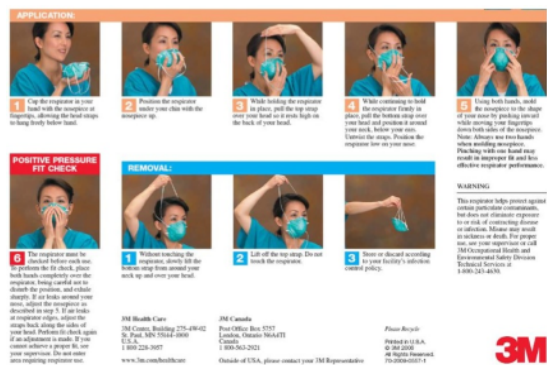 APPLICATION:
1 Cup the respirator in your
hand with the nosepiece at
fingertips, allowing the head straps
to hang freely below hand.
2 Position the respirator
under your chin with the
nosepiece up.
3 While holding the respirator
in place, pull the top strap
over your head so it rests high on
the back of your head.
4 While continuing to hold
the respirator firmly in
place, pull the bottom strap over
your head and position it around
your neck, below your ears.
Untwist the straps. Position the
respirator low on your nose.
5 Using both hands, mold
the nosepiece to the shape
of your nose by pushing inward
while moving your fingertips
down both sides of the nosepiece.
Note: Always use two hands
when molding nosepiece.
Pinching with one hand may
result in improper fit and less
effective respirator performance.
POSITIVE PRESSURE
FIT CHECK
6 The respirator must be
checked before each use.
To perform the fit check, place
both hands completely over the
respirator, being careful not to
disturb the position, and exhale
sharply. If air leaks around your
nose, adjust the nosepiece as
described in step 5. If air leaks
at respirator edges, adjust the
straps back along the sides of
your head. Perform fit check again
if an adjustment is made. If you
cannot achieve a proper fit, see
your supervisor. Do not enter
area requiring respirator use.
REMOVAL:
1 Without touching the
respirator, slowly lift the
bottom strap from around your
neck up and over your head.
2 Lift off the top strap. Do not
touch the respirator.
3 Store or discard according
to your facility's infection
control policy.
WARNING
This respirator helps protect against
certain particulate contaminants,
but does not eliminate exposure
to or risk of contracting disease
or infection. Misuse may result
in sickness or death. For proper
use, see your supervisor or call
3M Occupational Health and
Environmental Safety Division
Technical Services at
1-800-243-4630.
3M Health Care
3M Center, Building 275-4W-02
St. Paul, MN 55144-1000
U.S.A.
1 800 228-3957
www.3m.com/healthcare
3M Canada
Post Office Box 5757
London, Ontario N6A4T1
Canada
1 800-563-2921
Outside of USA, please contact your 3M Representative
Please Recycle
Printed in U.S.A.
© 3M 2008
All Rights Reserved.
70-2009-0557-1
3M